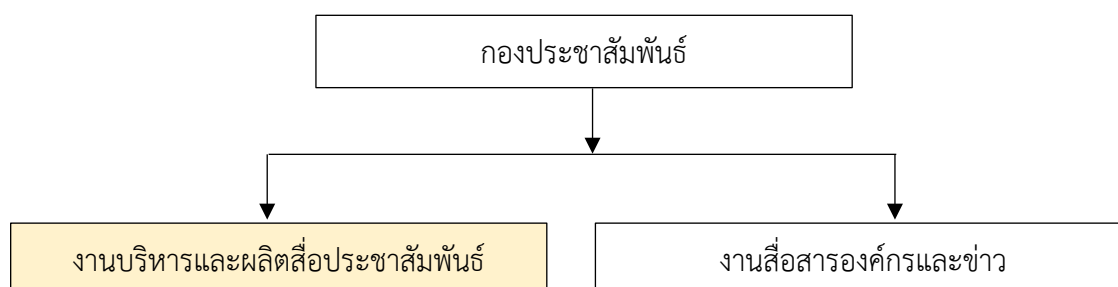 กองประชาสัมพันธ์
งานบริหารและผลิตสื่อประชาสัมพันธ์
งานสื่อสารองค์กรและข่าว